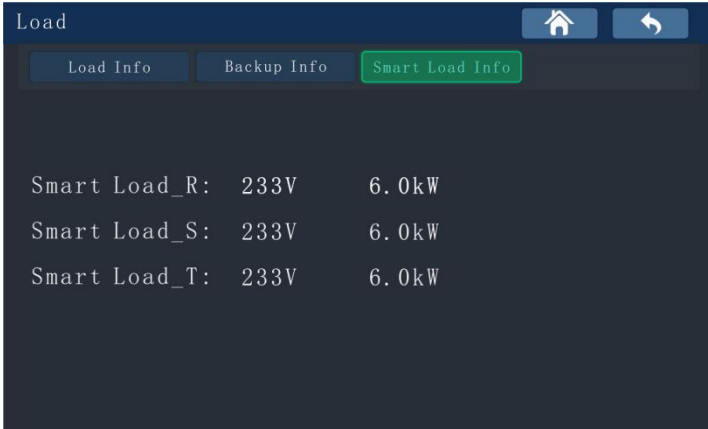 Load
Load Info Backup Info Smart Load Info
Smart Load_R: 233V 6.0kW
Smart Load_S: 233V 6.0kW
Smart Load_T: 233V 6.0kW